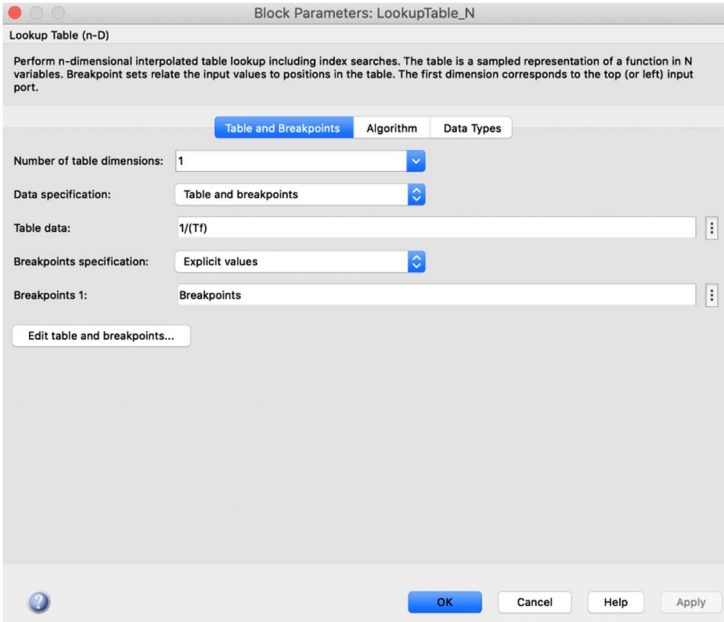 Block Parameters: LookupTable_N
Lookup Table (n-D)
Perform n-dimensional interpolated table lookup including index searches. The table is a sampled representation of a function in N
variables. Breakpoint sets relate the input values to positions in the table. The first dimension corresponds to the top (or left) input
port.
Table and Breakpoints Algorithm Data Types
Number of table dimensions: 1
Data specification: Table and breakpoints
Table data: 1/(Tf)
Breakpoints specification: Explicit values
Breakpoints 1: Breakpoints
Edit table and breakpoints...
? OK Cancel Help Apply